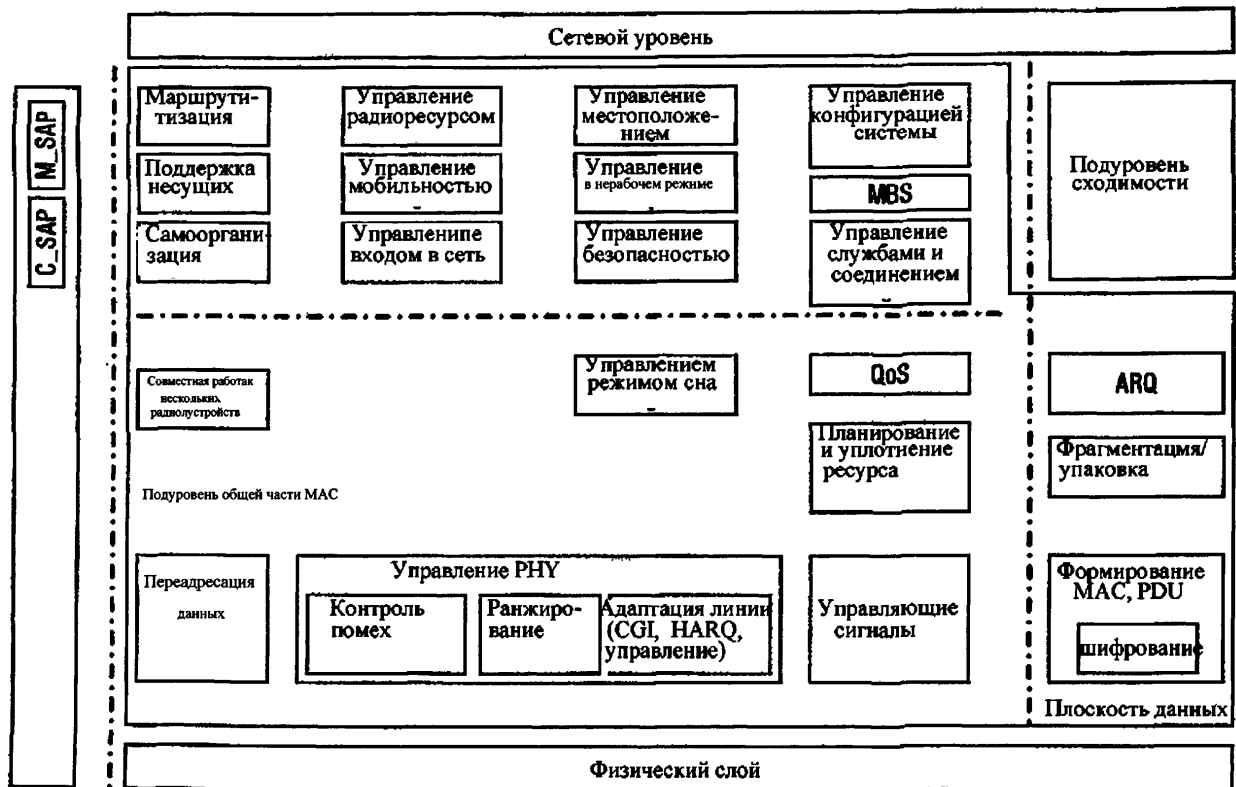 Сетевой уровень
M_SAP
C_SAP
Маршрути-
тизация
Управление
радиоресурсом
Управление
местоположе-
нием
Управление
конфигурацией
системы
Подуровень
сходимости
Поддержка
несущих
Управление
мобильностью
Управление
в нерабочем режиме
MBS
Самооргани-
зация
Управленипе
входом в сеть
Управление
безопасностью
Управление
службами и
соединением
Совместная работак
нескольких
радиолустройств
Управлением
режимом сна
QoS
ARQ
Планирование
и уплотнение
ресурса
Фрагментацмя/
упаковка
Подуровень общей части MAC
Переадресация
данных
Управление PHY
Контроль
помех
Ранжиро-
вание
Адаптация линии
(CGI, HARQ,
управление)
Управляющие
сигналы
Формирование
MAC, PDU
шифрование
Плоскость данных
Физический слой